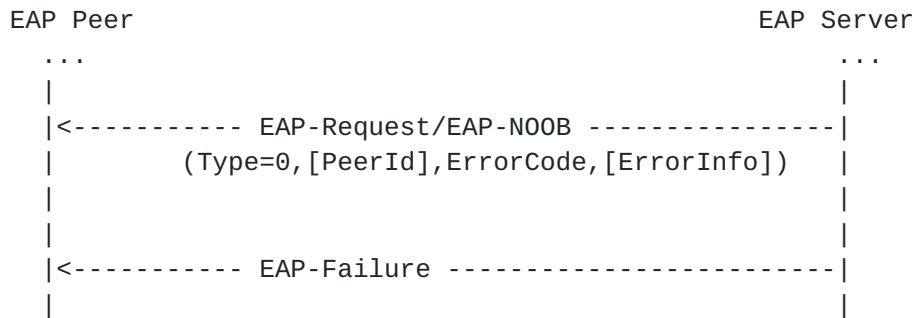 EAP Peer                                       EAP Server
  ...                                              ...
  |                                                |
  |<----------- EAP-Request/EAP-NOOB ---------------|
  |        (Type=0,[PeerId],ErrorCode,[ErrorInfo])   |
  |                                                |
  |                                                |
  |<----------- EAP-Failure ------------------------|
  |                                                |